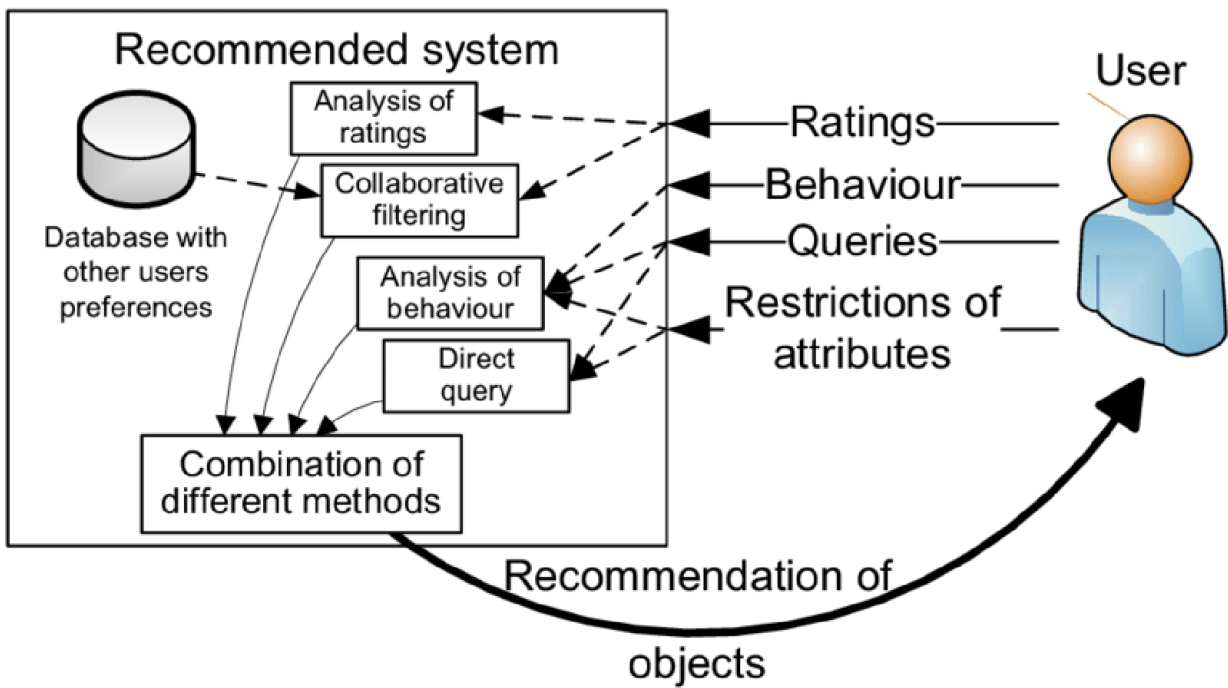 Recommended system
User
Analysis of
ratings
Ratings
Collaborative
filtering
Behaviour
Database with
other users
preferences
Queries
Analysis of
behaviour
Restrictions of
attributes
Direct
query
Combination of
different methods
Recommendation of
objects